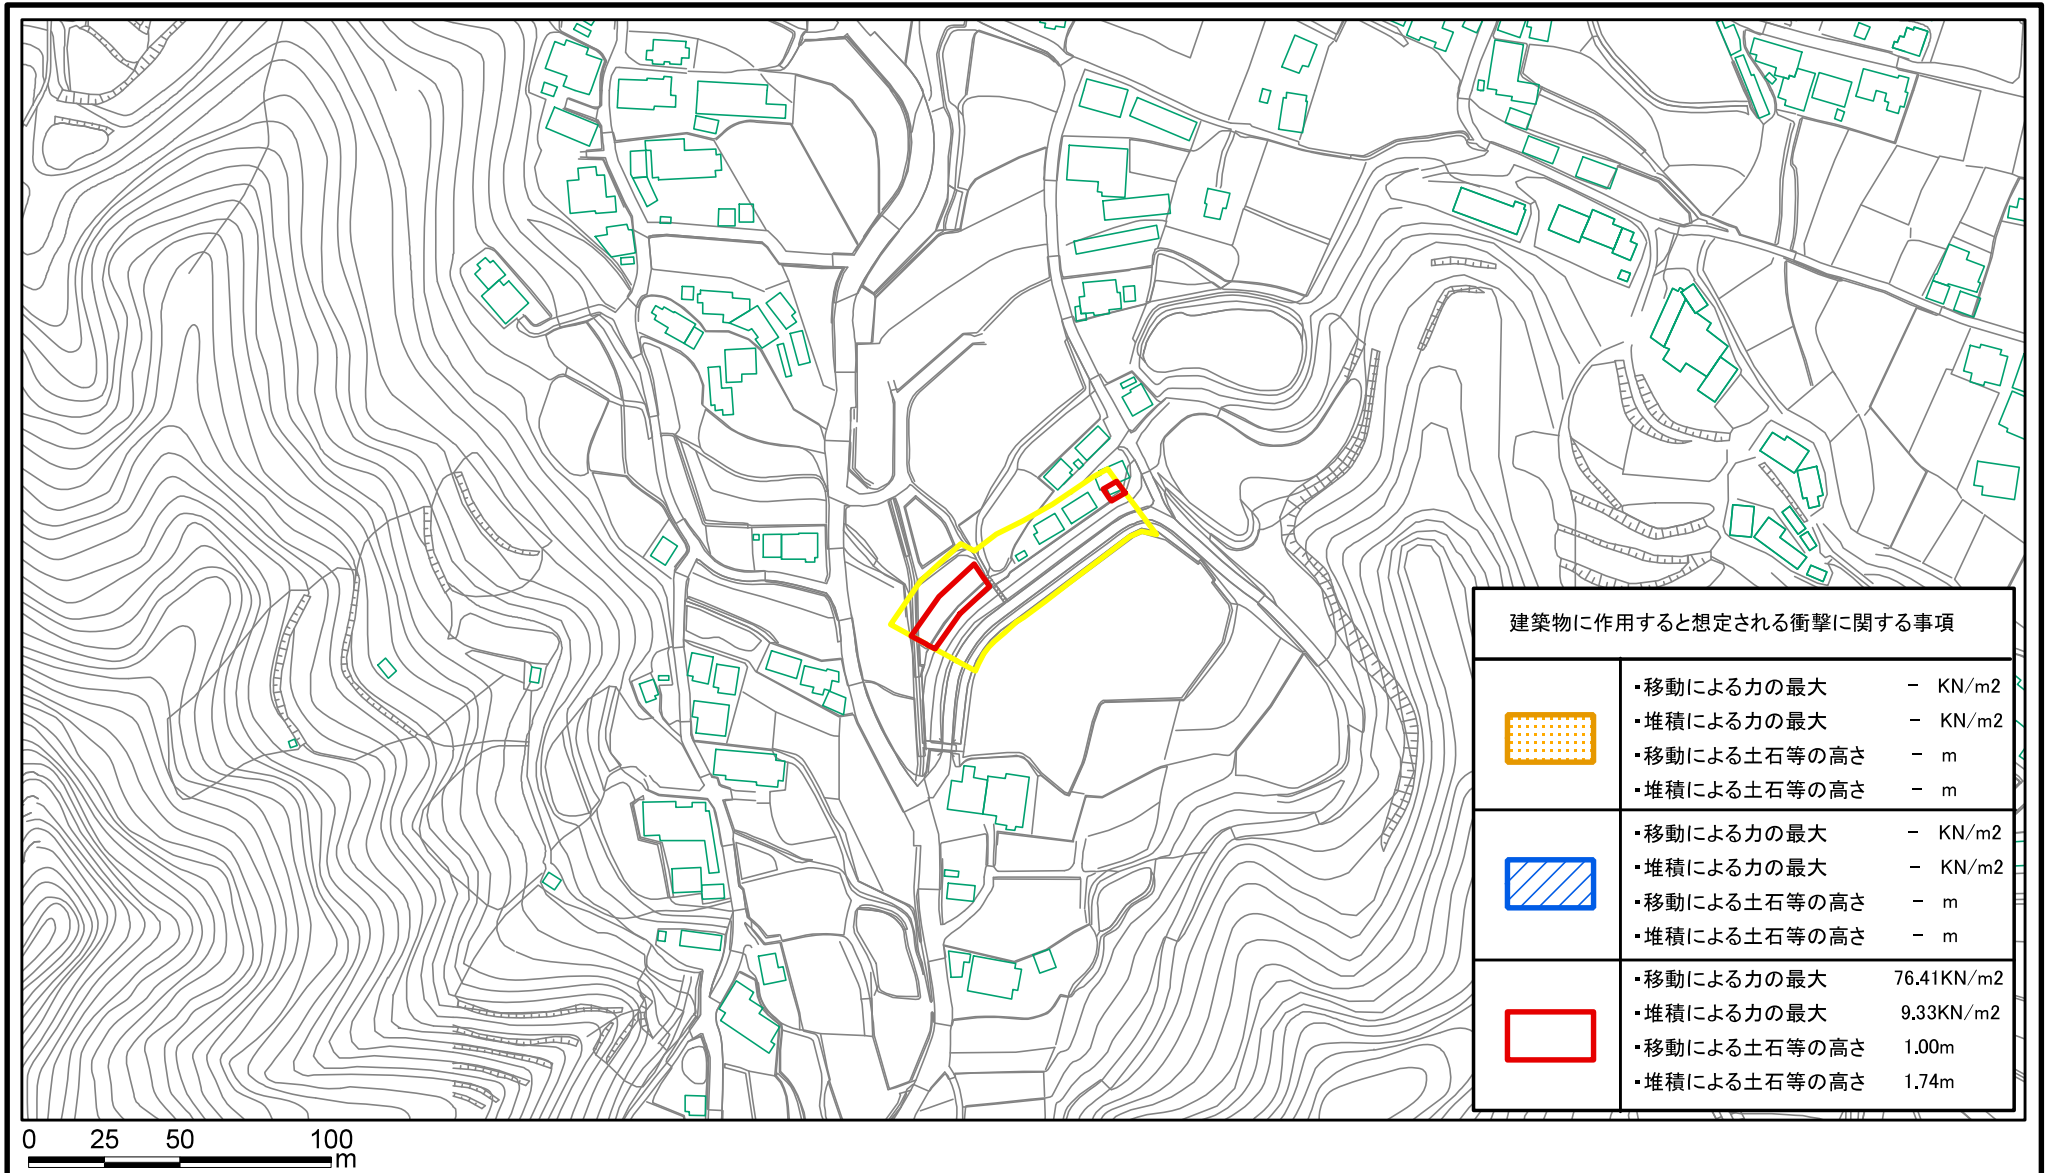 建築物に作用すると想定される衝撃に関する事項
・移動による力の最大 - KN/m2
・堆積による力の最大 - KN/m2
・移動による土石等の高さ - m
・堆積による土石等の高さ - m
・移動による力の最大 - KN/m2
・堆積による力の最大 - KN/m2
・移動による土石等の高さ - m
・堆積による土石等の高さ - m
・移動による力の最大 76.41KN/m2
・堆積による力の最大 9.33KN/m2
・移動による土石等の高さ 1.00m
・堆積による土石等の高さ 1.74m
0 25 50 100
m